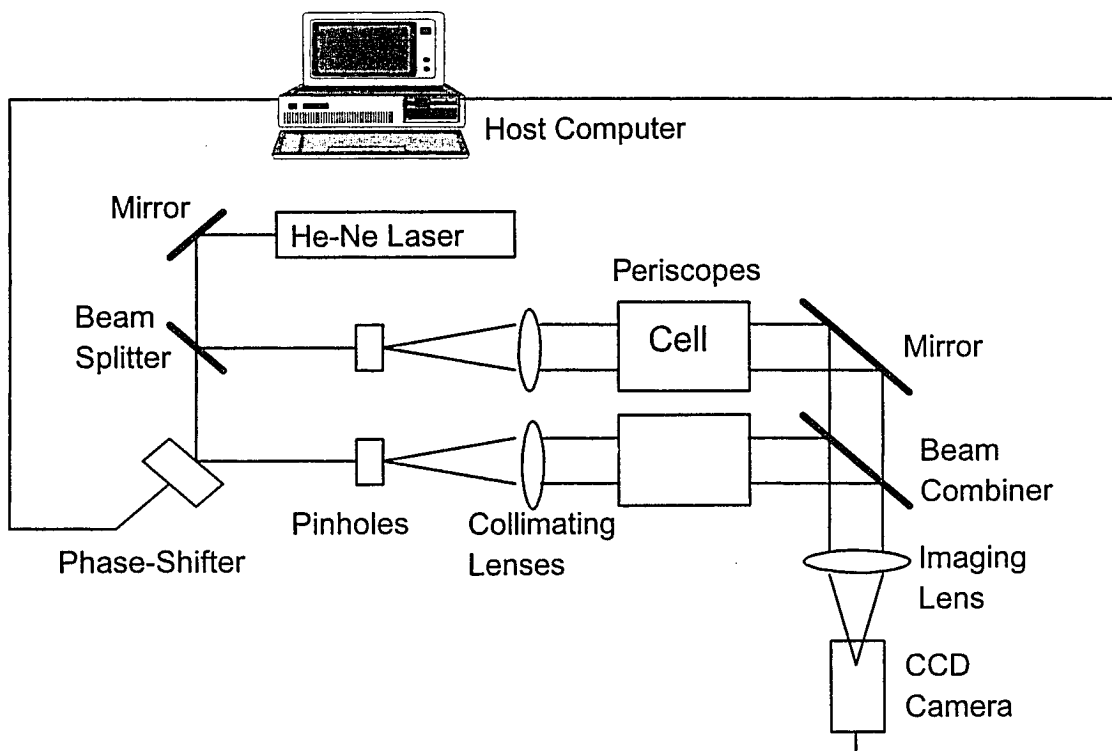 Host Computer
Mirror
He-Ne Laser
Periscopes
Beam
Splitter
Cell
Mirror
Beam
Combiner
Pinholes
Collimating
Lenses
Phase-Shifter
Imaging
Lens
CCD
Camera